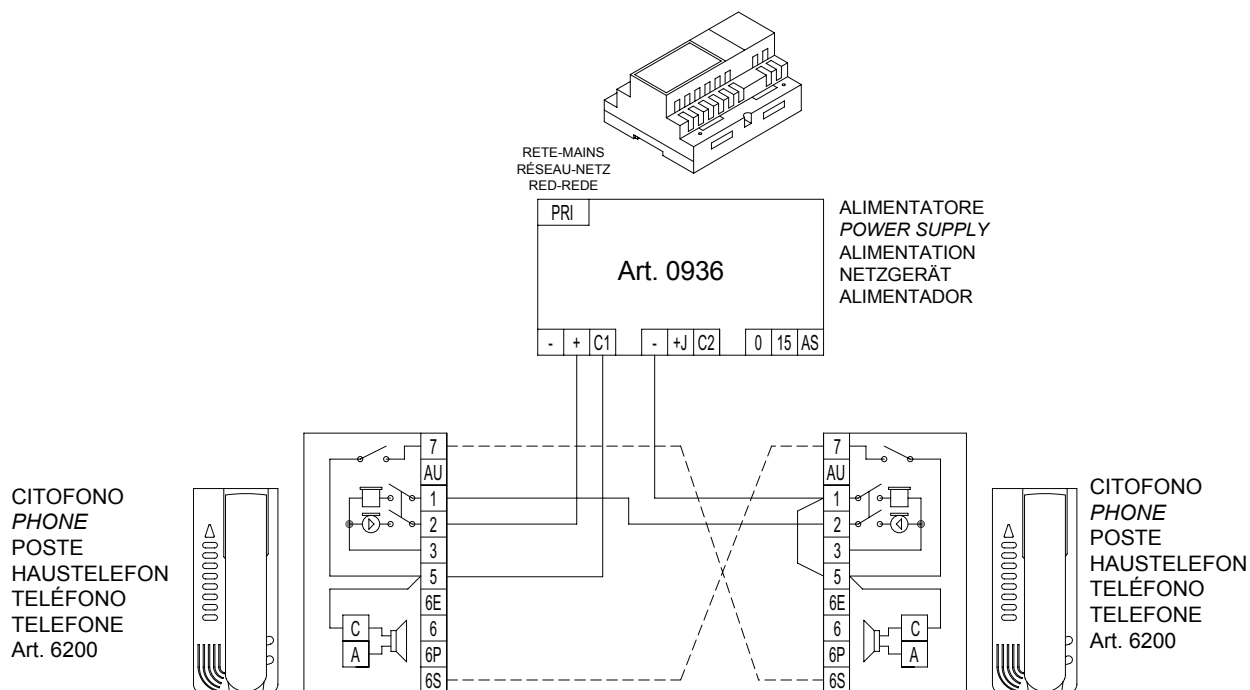 RETE-MAINS
RÉSEAU-NETZ
RED-REDE
PRI
Art. 0936
- + C1 - +J C2 0 15 AS
ALIMENTATORE
POWER SUPPLY
ALIMENTATION
NETZGERÄT
ALIMENTADOR
CITOFONO
PHONE
POSTE
HAUSTELEFON
TELÉFONO
TELEFONE
Art. 6200
7
AU
1
2
3
5
6E
6
6P
6S
C
A
7
AU
1
2
3
5
6E
6
6P
6S
C
A
CITOFONO
PHONE
POSTE
HAUSTELEFON
TELÉFONO
TELEFONE
Art. 6200